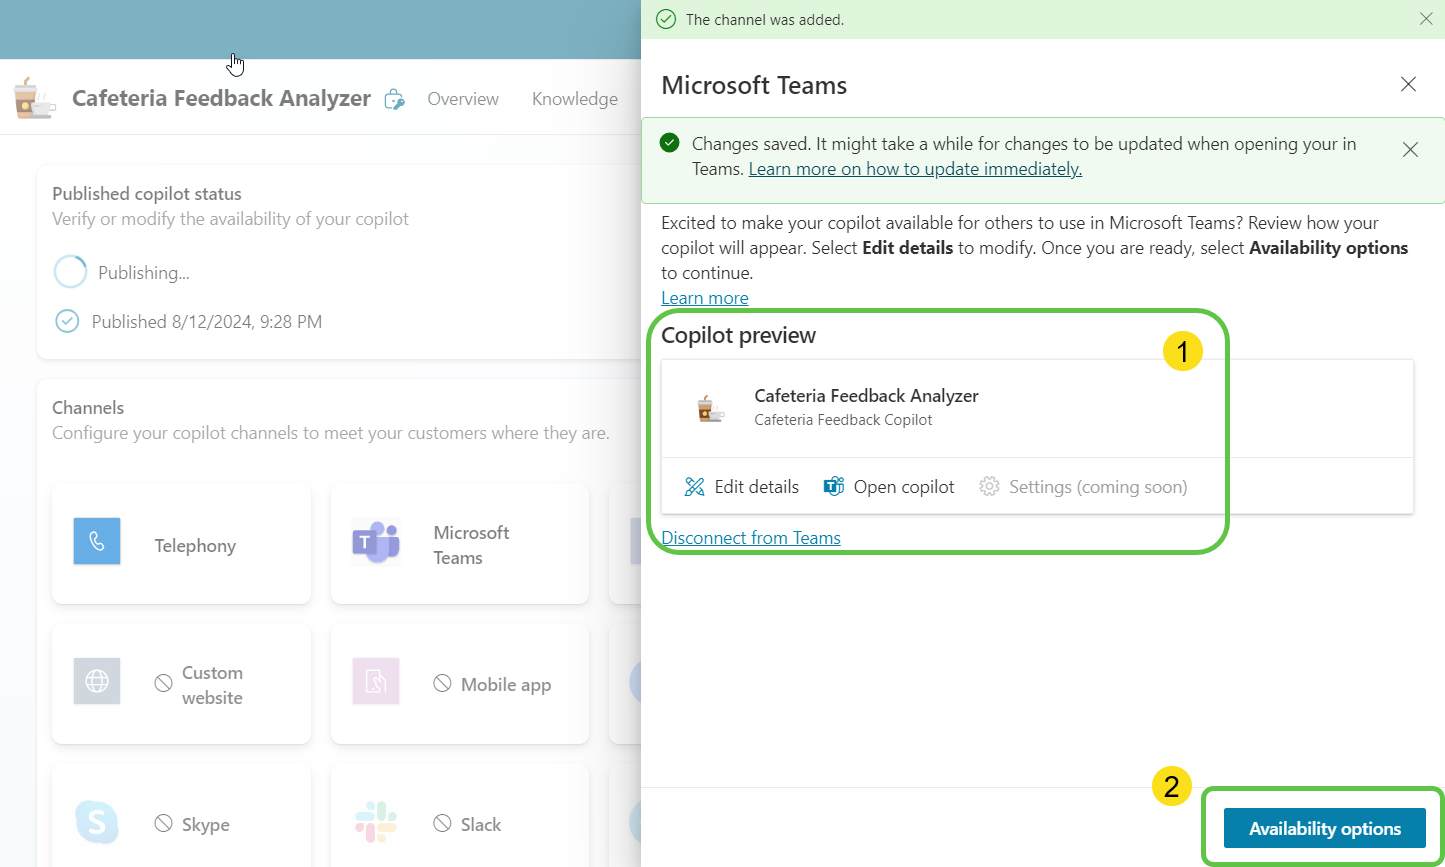 The channel was added.
Cafeteria Feedback Analyzer
Overview
Knowledge
Published copilot status
Verify or modify the availability of your copilot
Publishing...
Published 8/12/2024, 9:28 PM
Channels
Configure your copilot channels to meet your customers where they are.
Telephony
Microsoft
Teams
Custom
website
Mobile app
Skype
Slack
Microsoft Teams
Changes saved. It might take a while for changes to be updated when opening your in
Teams. Learn more on how to update immediately.
Excited to make your copilot available for others to use in Microsoft Teams? Review how your
copilot will appear. Select Edit details to modify. Once you are ready, select Availability options
to continue.
Learn more
Copilot preview
1
Cafeteria Feedback Analyzer
Cafeteria Feedback Copilot
Edit details
Open copilot
Settings (coming soon)
Disconnect from Teams
2
Availability options